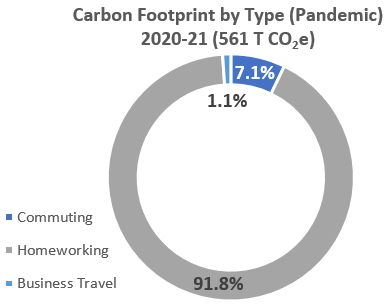 Carbon Footprint by Type (Pandemic)
2020-21 (561 T CO₂e)
7.1%
1.1%
Commuting
Homeworking
Business Travel
91.8%